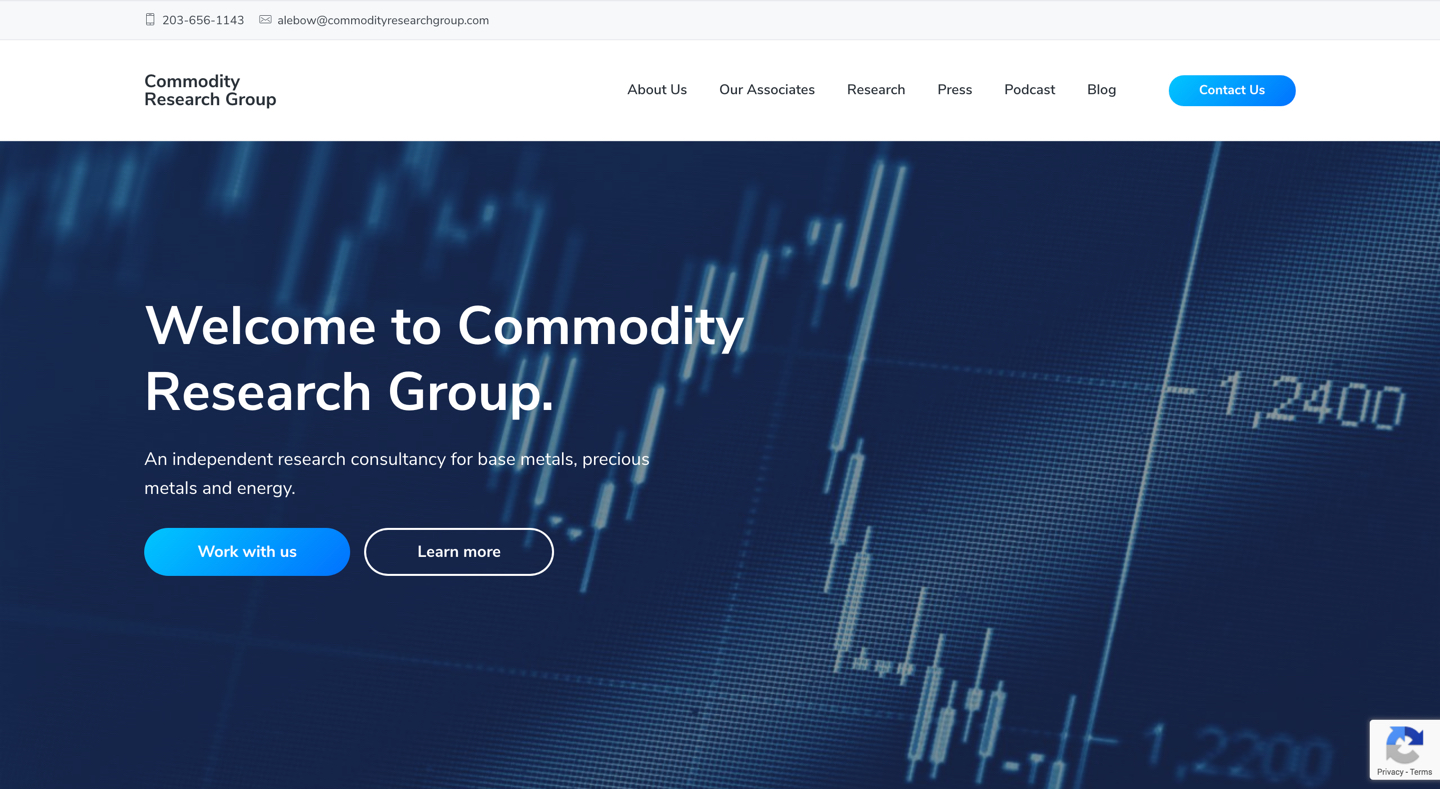 203-656-1143 alebow@commodityresearchgroup.com
Commodity
Research Group
About Us Our Associates Research Press Podcast Blog Contact Us
Welcome to Commodity
Research Group.
An independent research consultancy for base metals, precious
metals and energy.
Work with us Learn more
1,2400
1,2200
Privacy - Terms